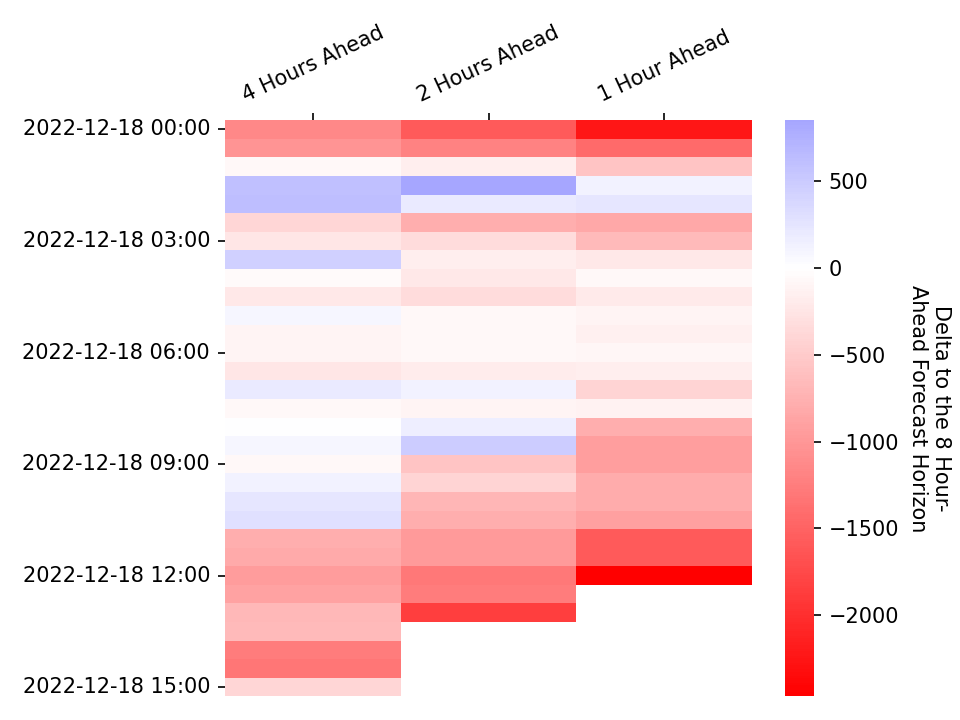 4 Hours Ahead
2 Hours Ahead
1 Hour Ahead
2022-12-18 00:00
2022-12-18 03:00
2022-12-18 06:00
2022-12-18 09:00
2022-12-18 12:00
2022-12-18 15:00
500
0
−500
−1000
−1500
−2000
Delta to the 8 Hour-
Ahead Forecast Horizon